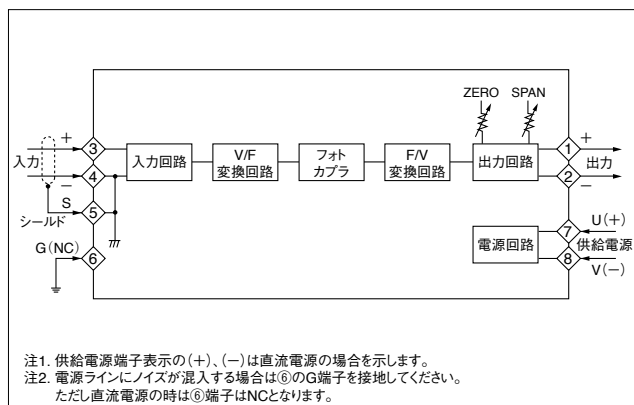 ZERO SPAN
＋ 3 入力回路 V/F変換回路 フォトカプラ F/V変換回路 出力回路 1 ＋
入力 出力
－ 4 2 －
S 5
シールド
G(NC) 6
電源回路 7 U(+)
供給電源
8 V(－)
注1. 供給電源端子表示の(＋)、(－)は直流電源の場合を示します。
注2. 電源ラインにノイズが混入する場合は⑥のG端子を接地してください。
ただし直流電源の時は⑥端子はNCとなります。